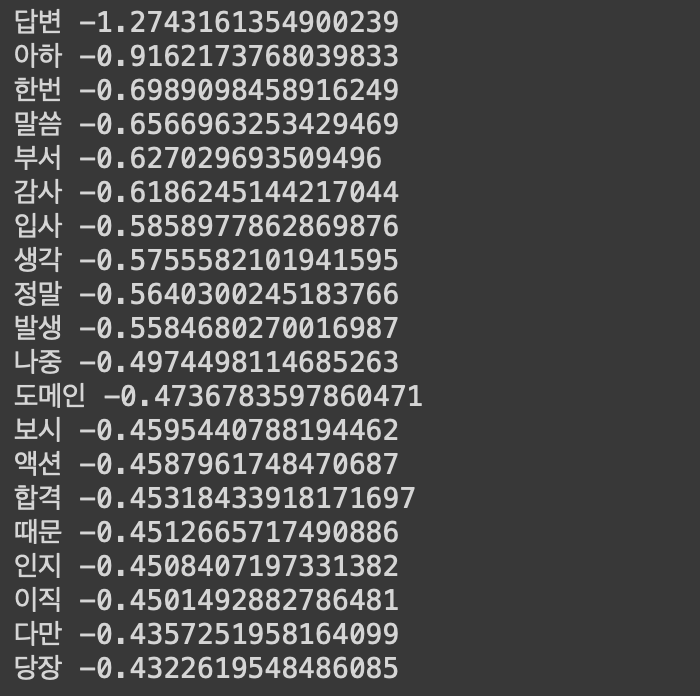 답변 -1.2743161354900239
아하 -0.9162173768039833
한번 -0.6989098458916249
말씀 -0.6566963253429469
부서 -0.627029693509496
감사 -0.6186245144217044
입사 -0.5858977862869876
생각 -0.5755582101941595
정말 -0.5640300245183766
발생 -0.5584680270016987
나중 -0.4974498114685263
도메인 -0.4736783597860471
보시 -0.4595440788194462
액션 -0.4587961748470687
합격 -0.45318433918171697
때문 -0.4512665717490886
인지 -0.4508407197331382
이직 -0.4501492882786481
다만 -0.4357251958164099
당장 -0.4322619548486085